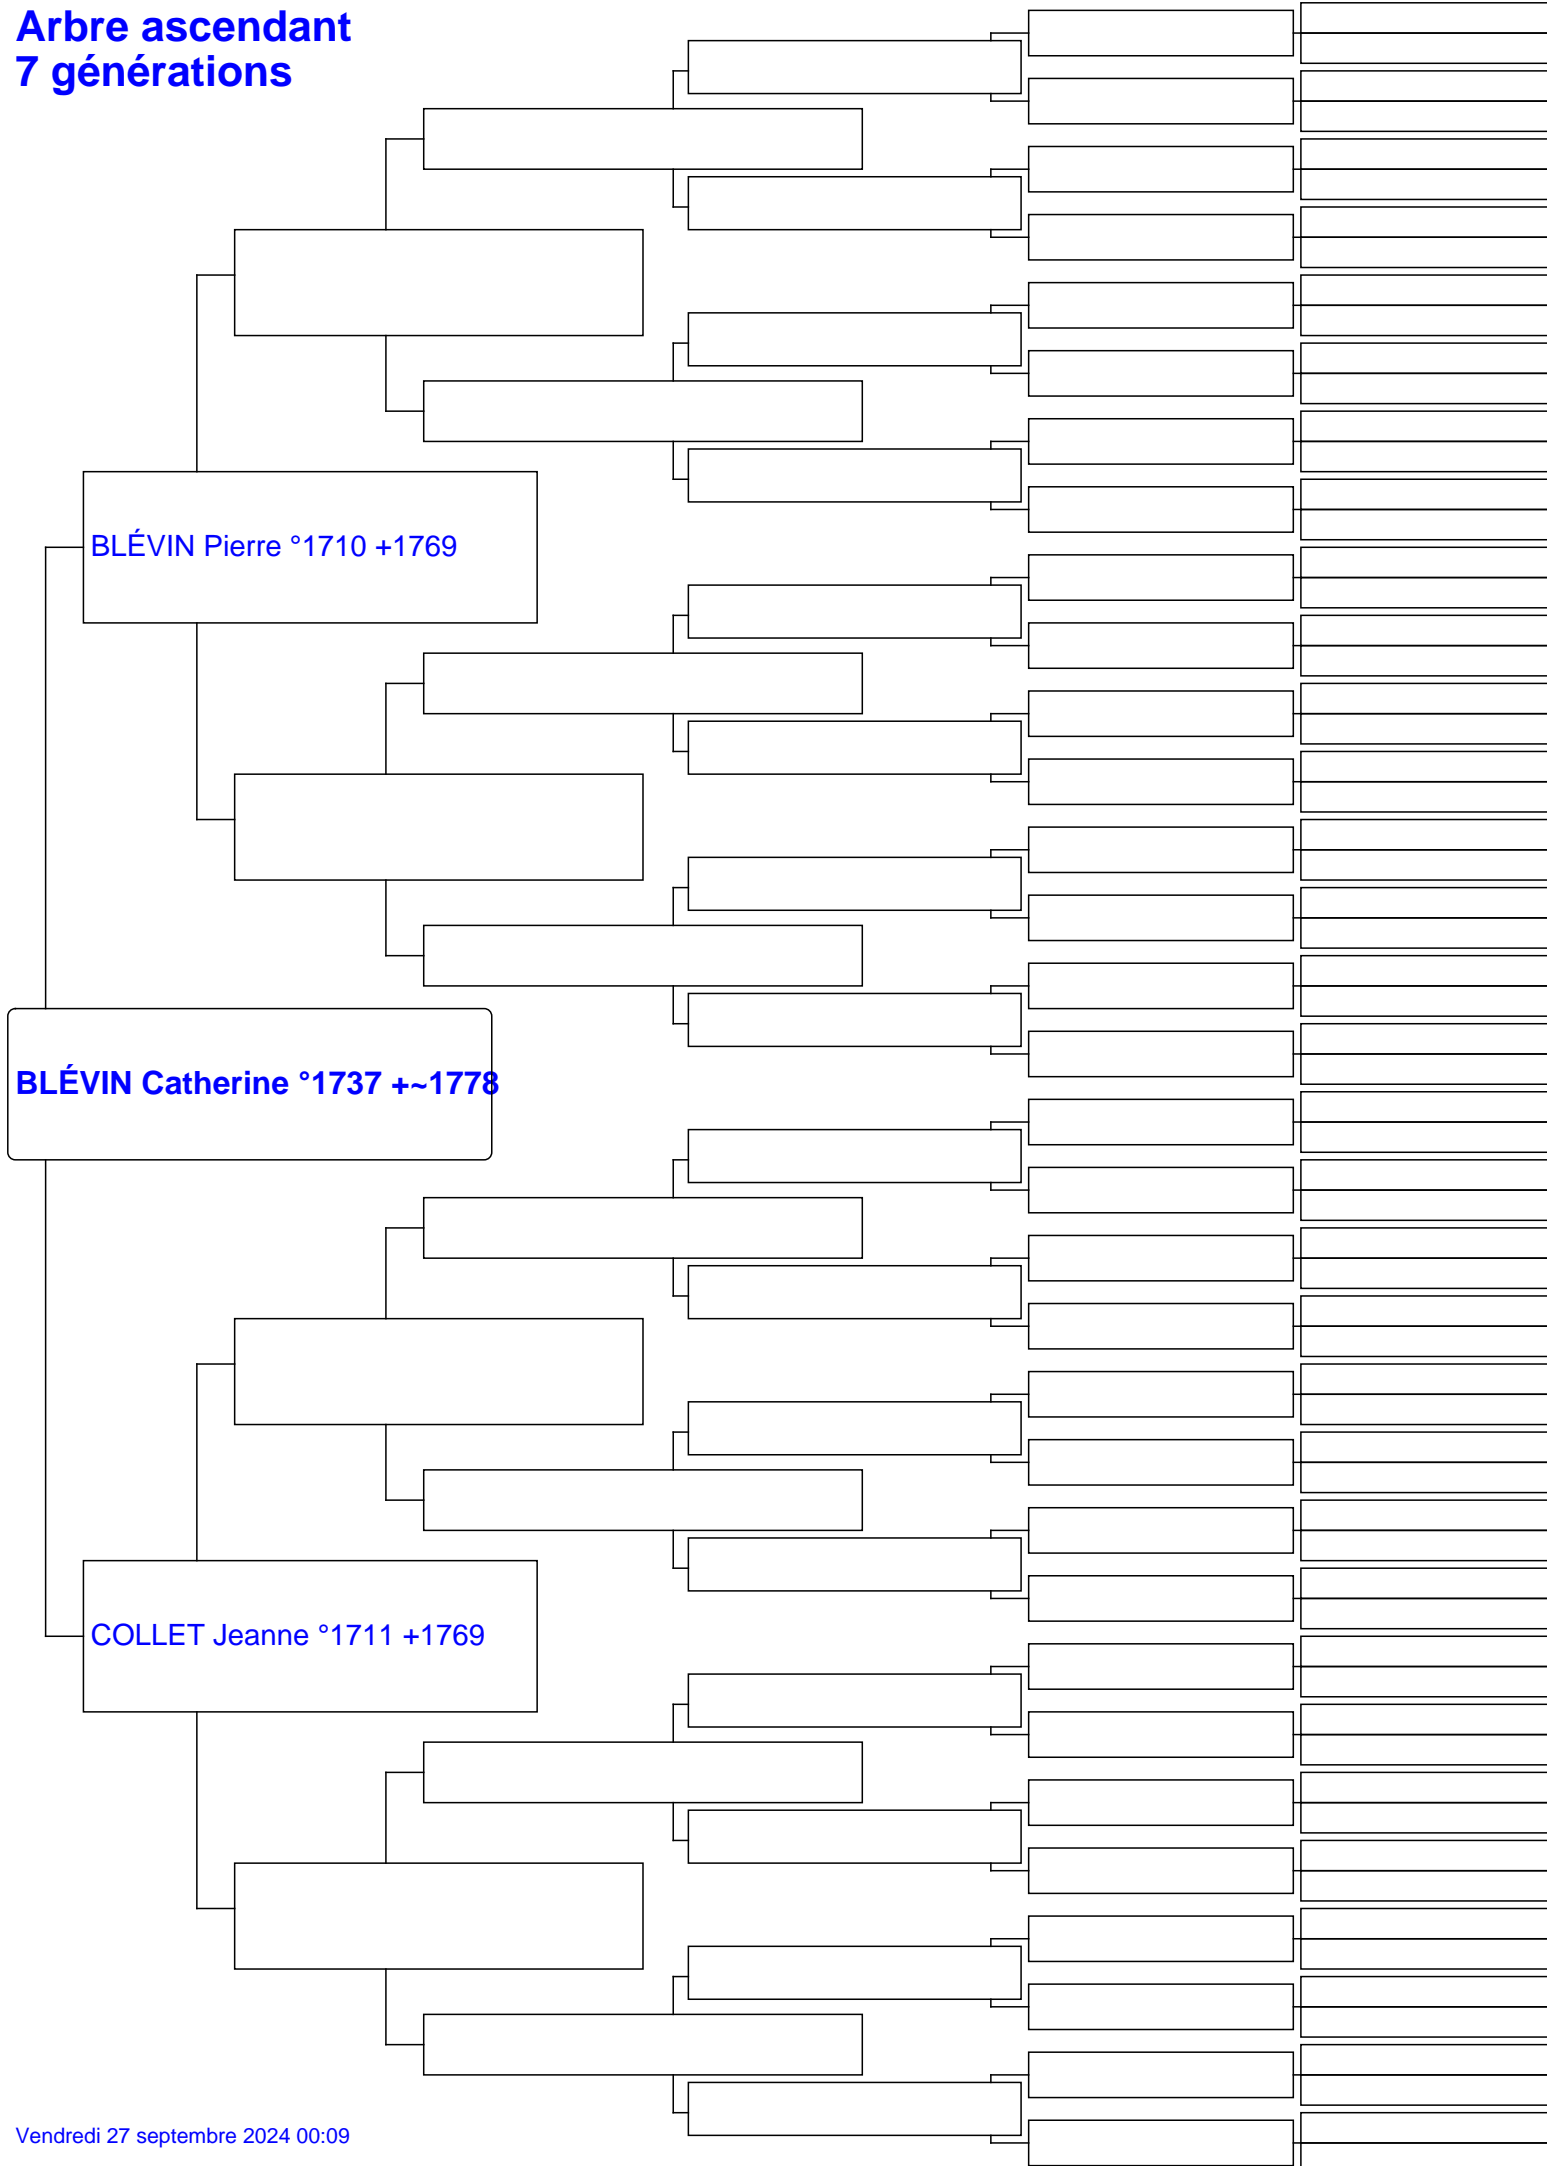 Arbre ascendant
7 générations
BLÉVIN Pierre °1710 +1769
BLÉVIN Catherine °1737 +~1778
COLLET Jeanne °1711 +1769
Vendredi 27 septembre 2024 00:09